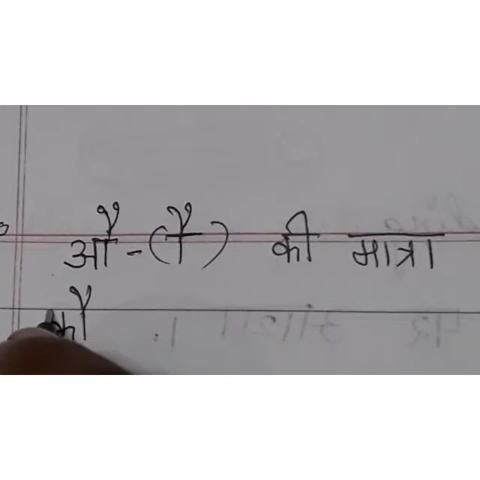 औ - (ौ) की मात्रा
कौ